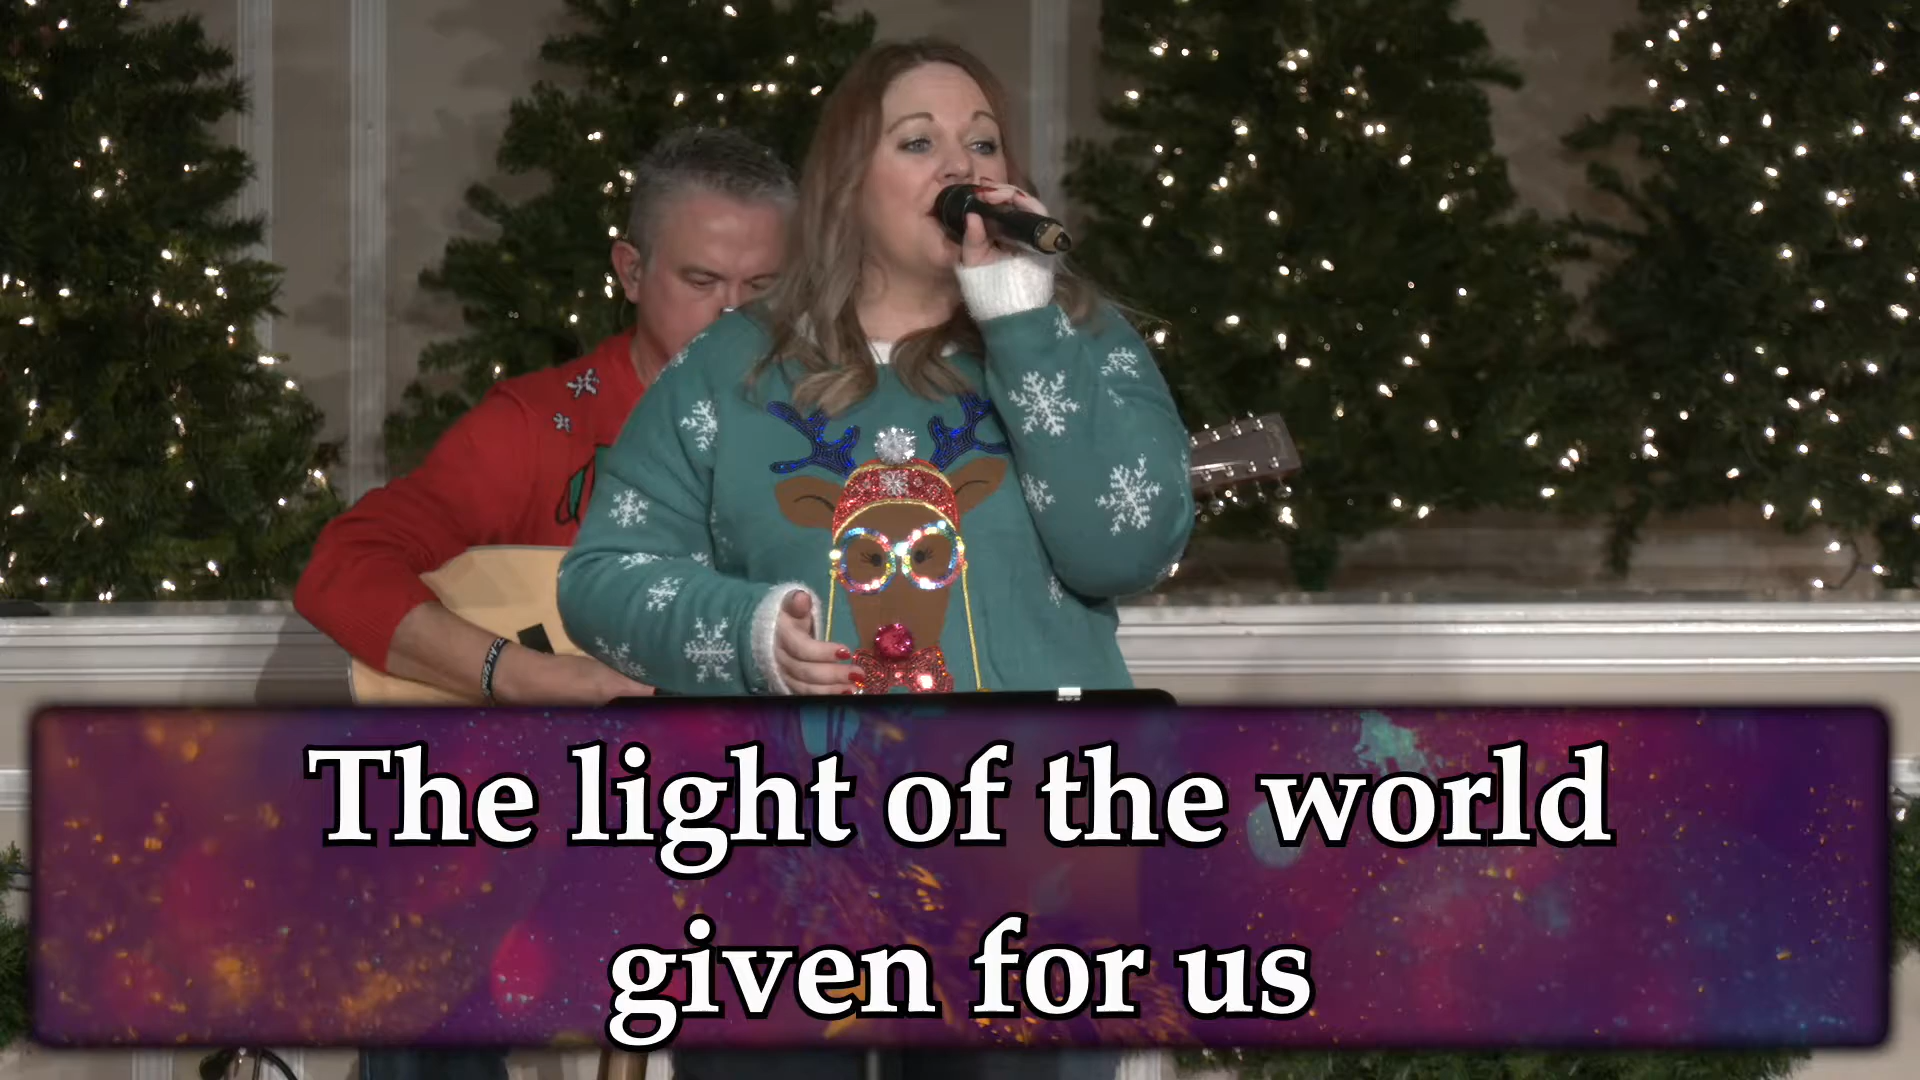 The light of the world
given for us